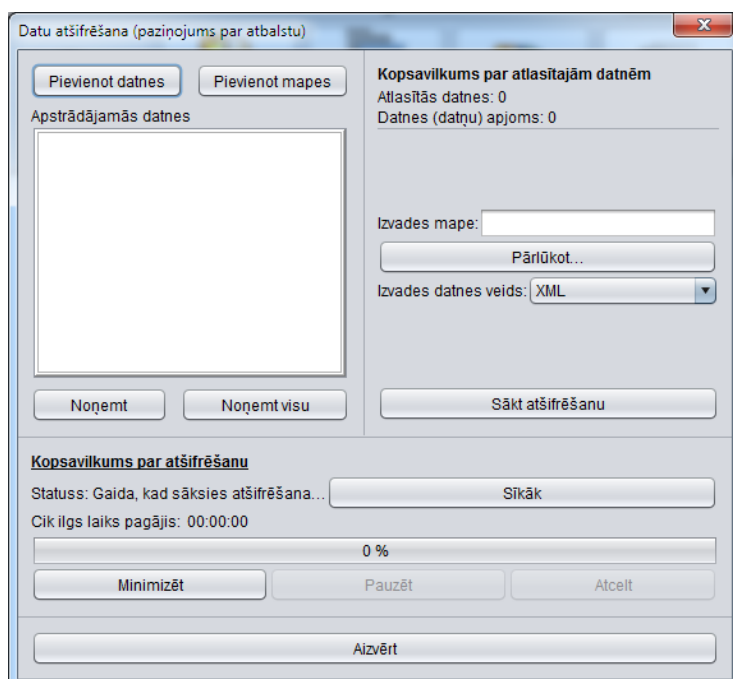 Datu atšifrēšana (paziņojums par atbalstu)
Pievienot datnes
Pievienot mapes
Apstrādājamās datnes
Noņemt
Noņemt visu
Kopsavilkums par atlasītajām datnēm
Atlasītās datnes: 0
Datnes (datņu) apjoms: 0
Izvades mape:
Pārlūkot...
Izvades datnes veids: XML
Sākt atšifrēšanu
Kopsavilkums par atšifrēšanu
Statuss: Gaida, kad sāksies atšifrēšana...
Sīkāk
Cik ilgs laiks pagājis: 00:00:00
0 %
Minimizēt
Pauzēt
Atcelt
Aizvērt